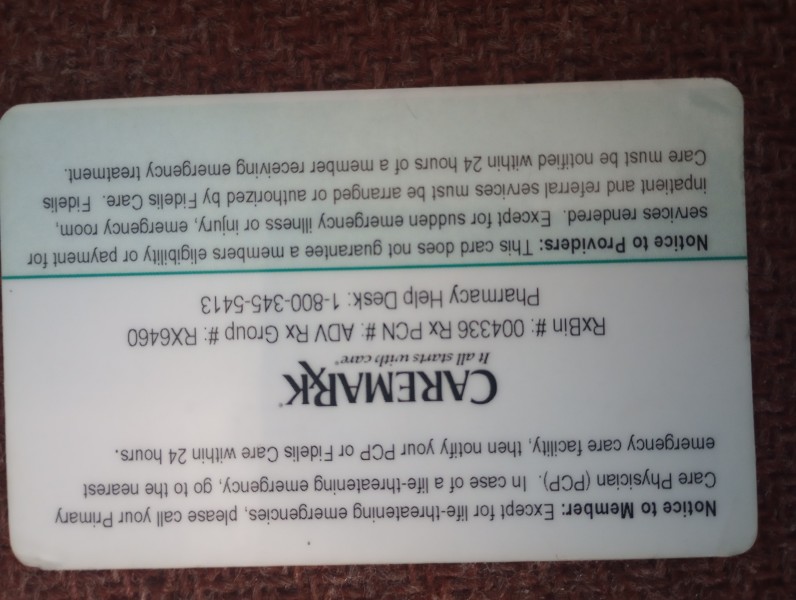 Notice to Member: Except for life-threatening emergencies, please call your Primary
Care Physician (PCP). In case of a life-threatening emergency, go to the nearest
emergency care facility, then notify your PCP or Fidelis Care within 24 hours.
CAREMARK®
It all starts with care®
RxBin #: 004336 Rx PCN #: ADV Rx Group #: RX6460
Pharmacy Help Desk: 1-800-345-5413
Notice to Providers: This card does not guarantee a members eligibility or payment for
services rendered. Except for sudden emergency illness or injury, emergency room,
inpatient and referral services must be arranged or authorized by Fidelis Care. Fidelis
Care must be notified within 24 hours of a member receiving emergency treatment.